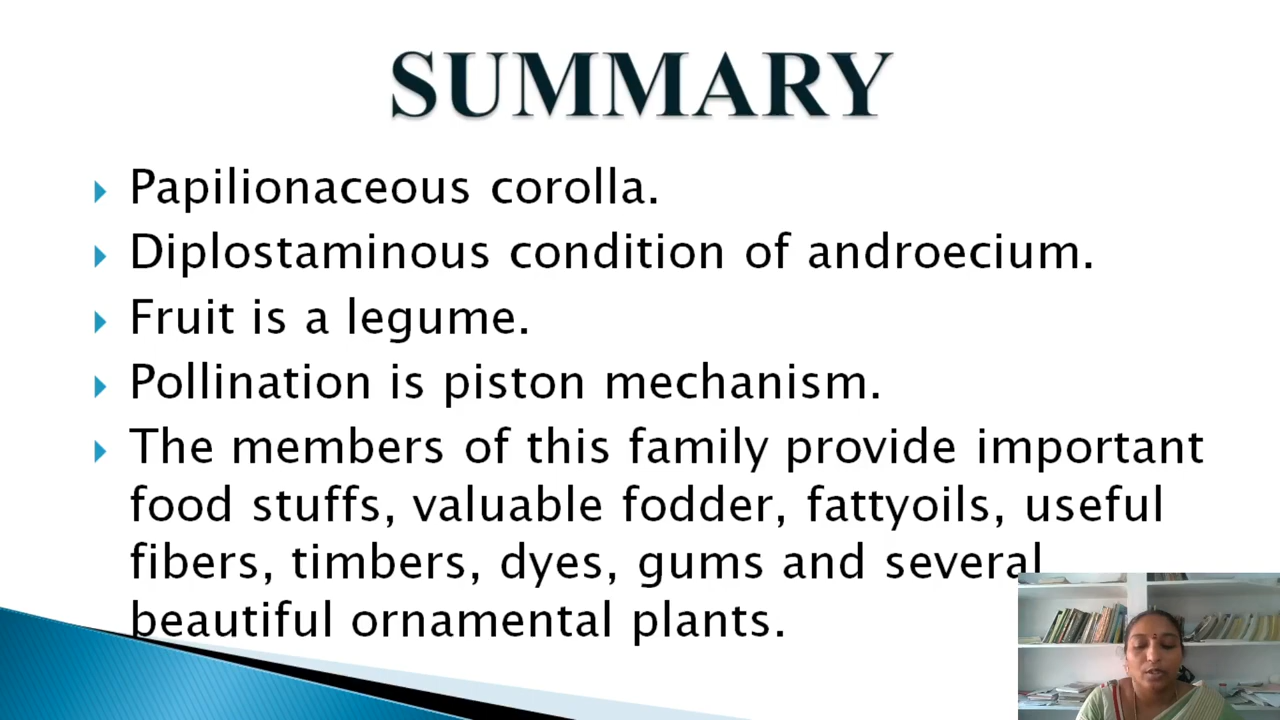 SUMMARY
Papilionaceous corolla.
Diplostaminous condition of androecium.
Fruit is a legume.
Pollination is piston mechanism.
The members of this family provide important
food stuffs, valuable fodder, fattyoils, useful
fibers, timbers, dyes, gums and several
beautiful ornamental plants.